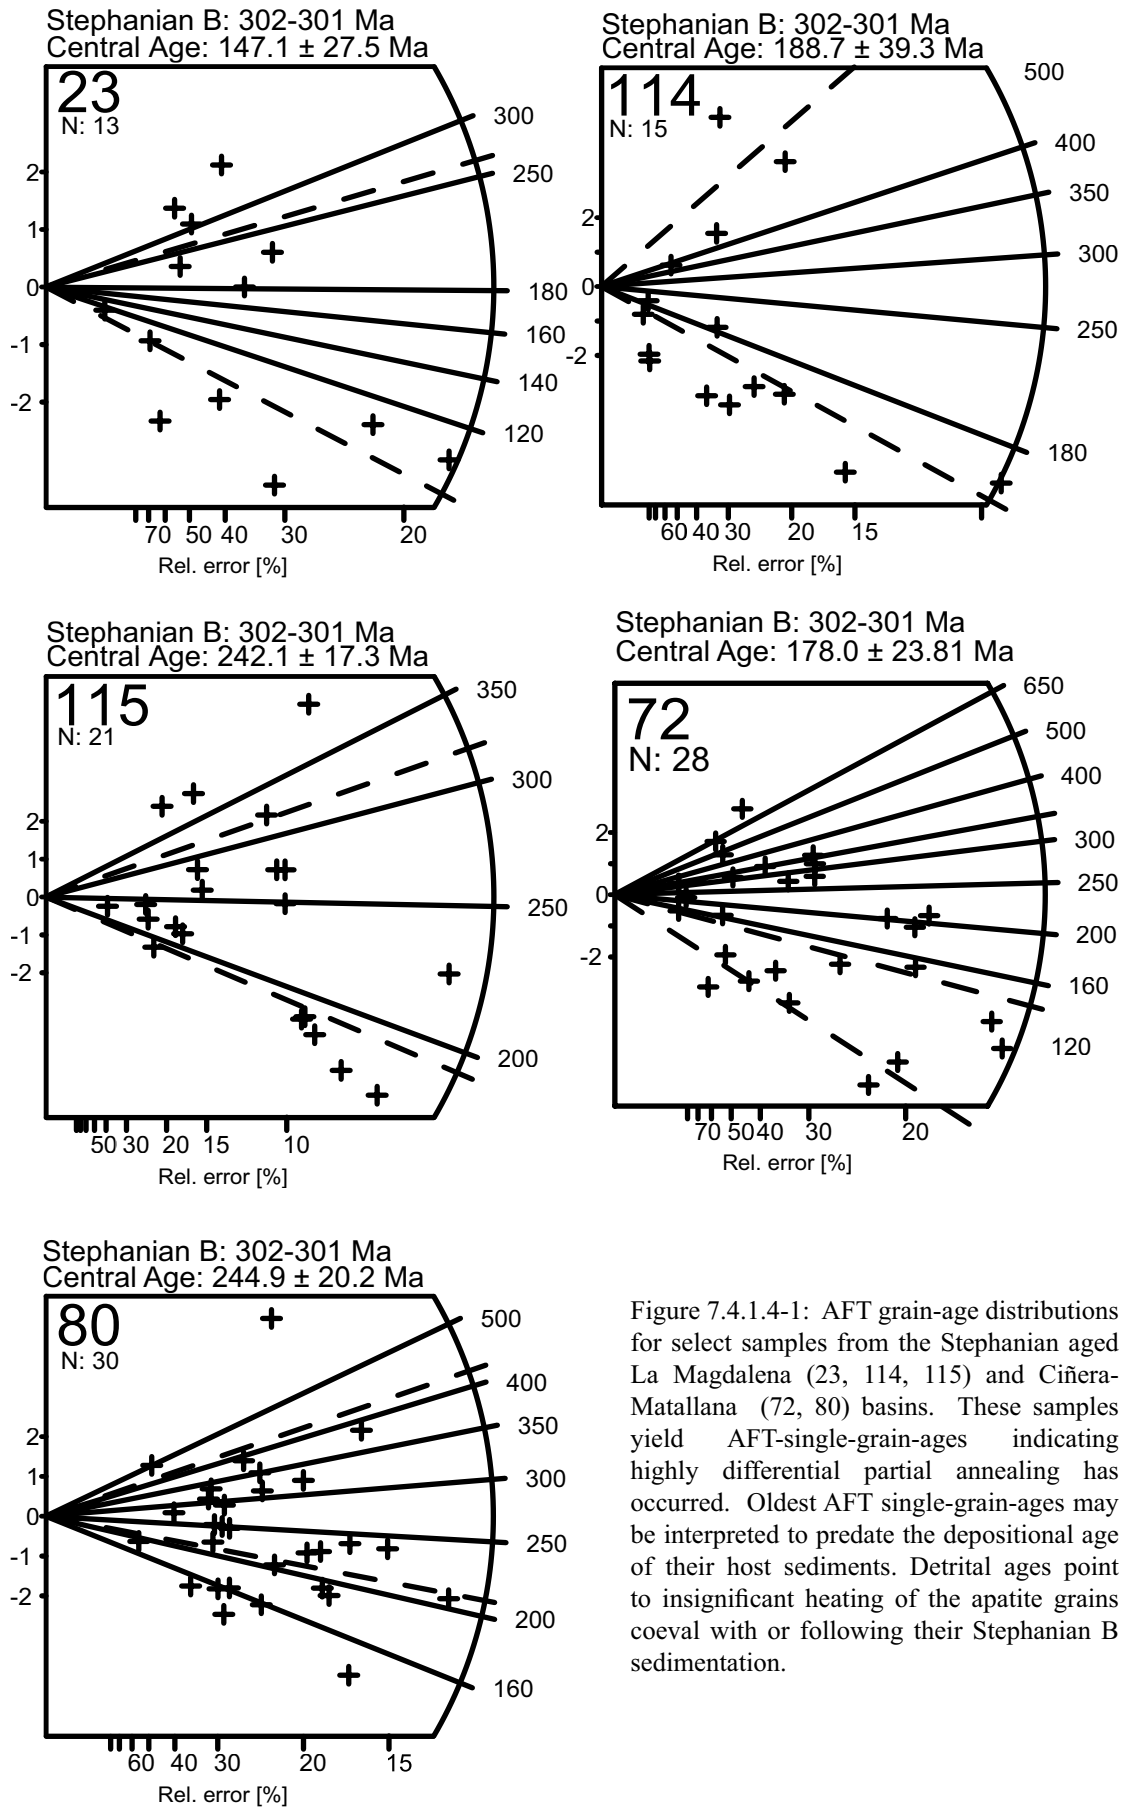 Stephanian B: 302-301 Ma
Central Age: 147.1 ± 27.5 Ma
23
N: 13
300
250
180
160
140
120
2
1
0
-1
-2
70 50 40 30 20
Rel. error [%]
Stephanian B: 302-301 Ma
Central Age: 188.7 ± 39.3 Ma
114
N: 15
500
400
350
300
250
180
2
0
-2
60 40 30 20 15
Rel. error [%]
Stephanian B: 302-301 Ma
Central Age: 242.1 ± 17.3 Ma
115
N: 21
350
300
250
200
2
1
0
-1
-2
50 30 20 15 10
Rel. error [%]
Stephanian B: 302-301 Ma
Central Age: 178.0 ± 23.81 Ma
72
N: 28
650
500
400
300
250
200
160
120
2
0
-2
70 50 40 30 20
Rel. error [%]
Stephanian B: 302-301 Ma
Central Age: 244.9 ± 20.2 Ma
80
N: 30
500
400
350
300
250
200
160
2
1
0
-1
-2
60 40 30 20 15
Rel. error [%]
Figure 7.4.1.4-1: AFT grain-age distributions
for select samples from the Stephanian aged
La Magdalena (23, 114, 115) and Ciñera-
Matallana (72, 80) basins. These samples
yield AFT-single-grain-ages indicating
highly differential partial annealing has
occurred. Oldest AFT single-grain-ages may
be interpreted to predate the depositional age
of their host sediments. Detrital ages point
to insignificant heating of the apatite grains
coeval with or following their Stephanian B
sedimentation.